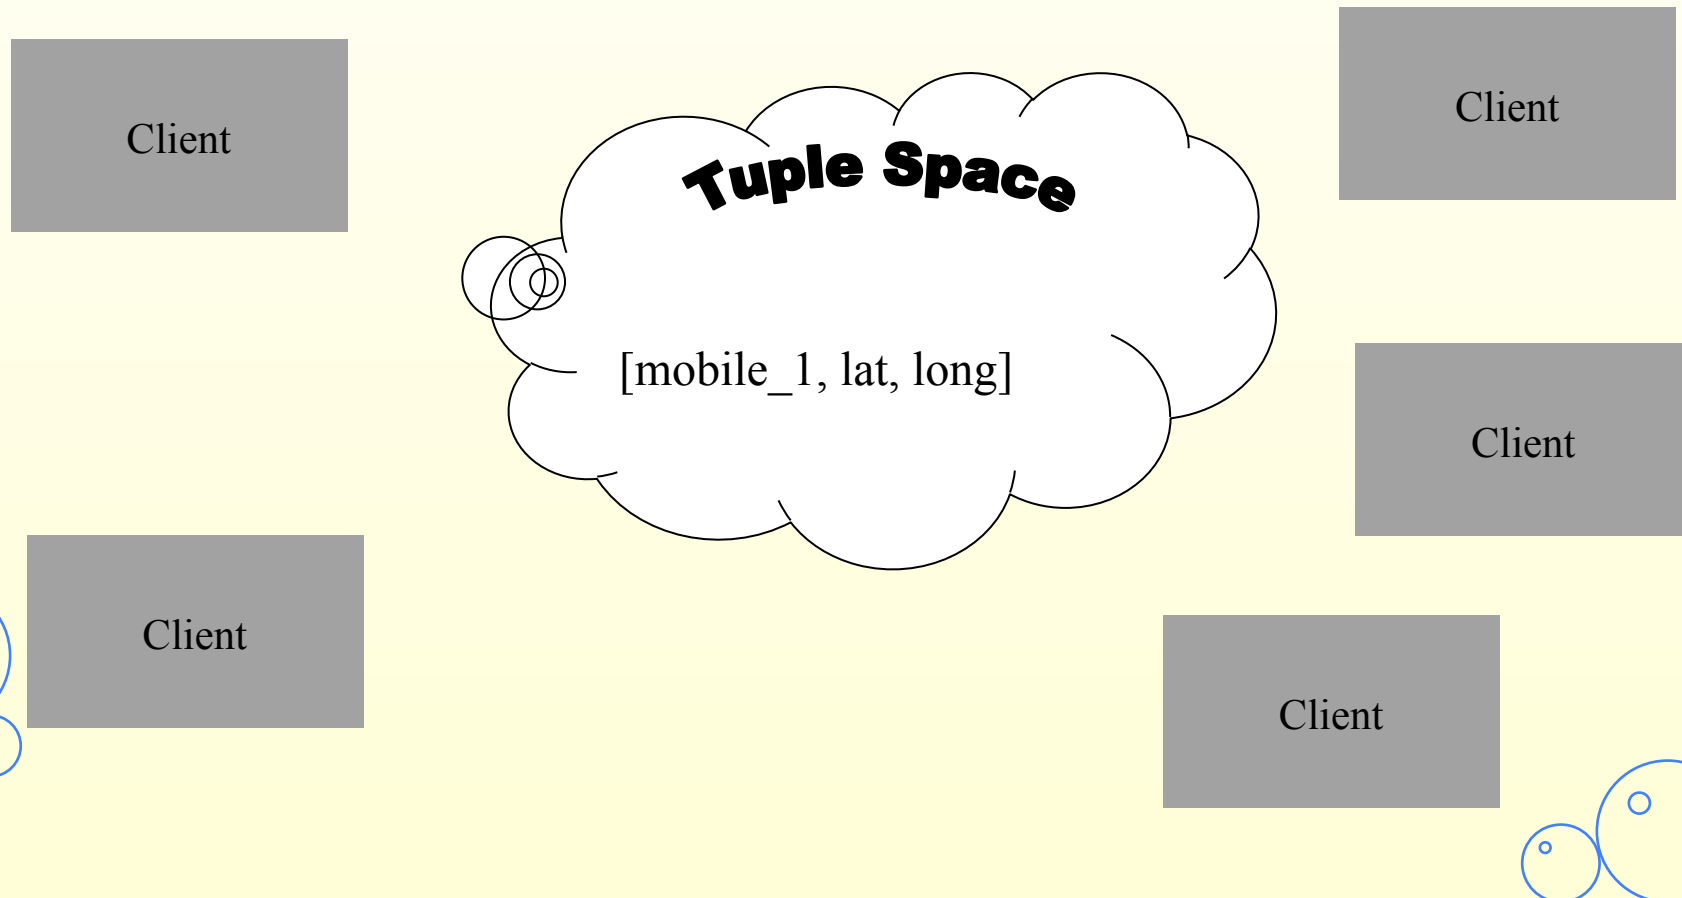 Client
Client
Tuple Space
[mobile_1, lat, long]
Client
Client
Client